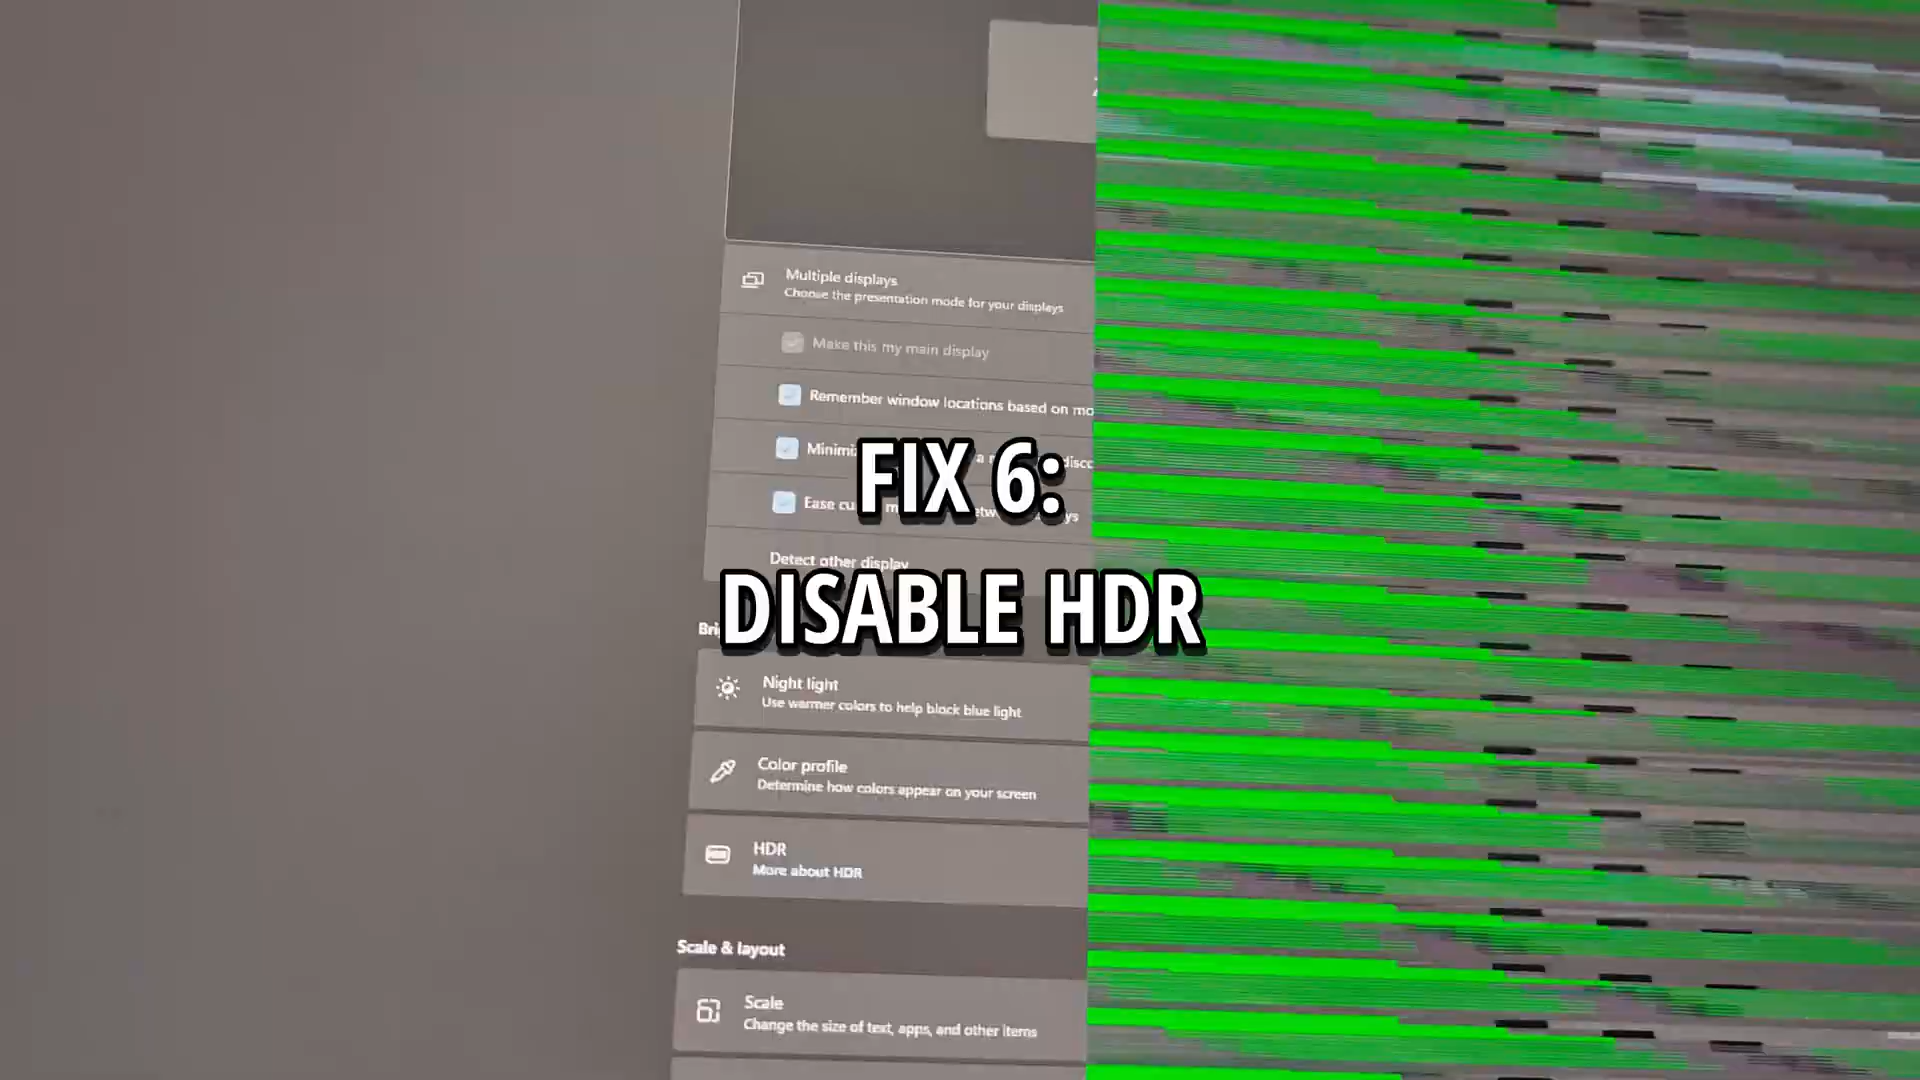 Multiple displays
Choose the presentation mode for your displays
Make this my main display
Remember window locations based on mo
Minimi
disc
FIX 6:
Ease cu
Detect other display
DISABLE HDR
Bri
Night light
Use warmer colors to help block blue light
Color profile
Determine how colors appear on your screen
HDR
More about HDR
Scale & layout
Scale
Change the size of text, apps, and other items